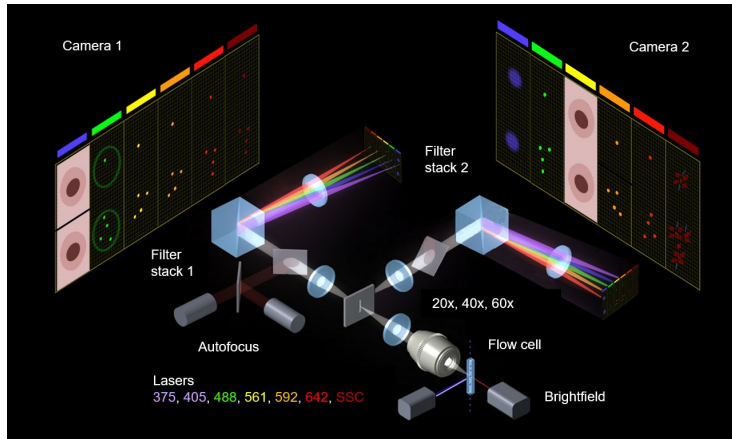 Camera 1
Camera 2
Filter
stack 2
Filter
stack 1
20x, 40x, 60x
Autofocus
Flow cell
Lasers
375, 405, 488, 561, 592, 642, SSC
Brightfield